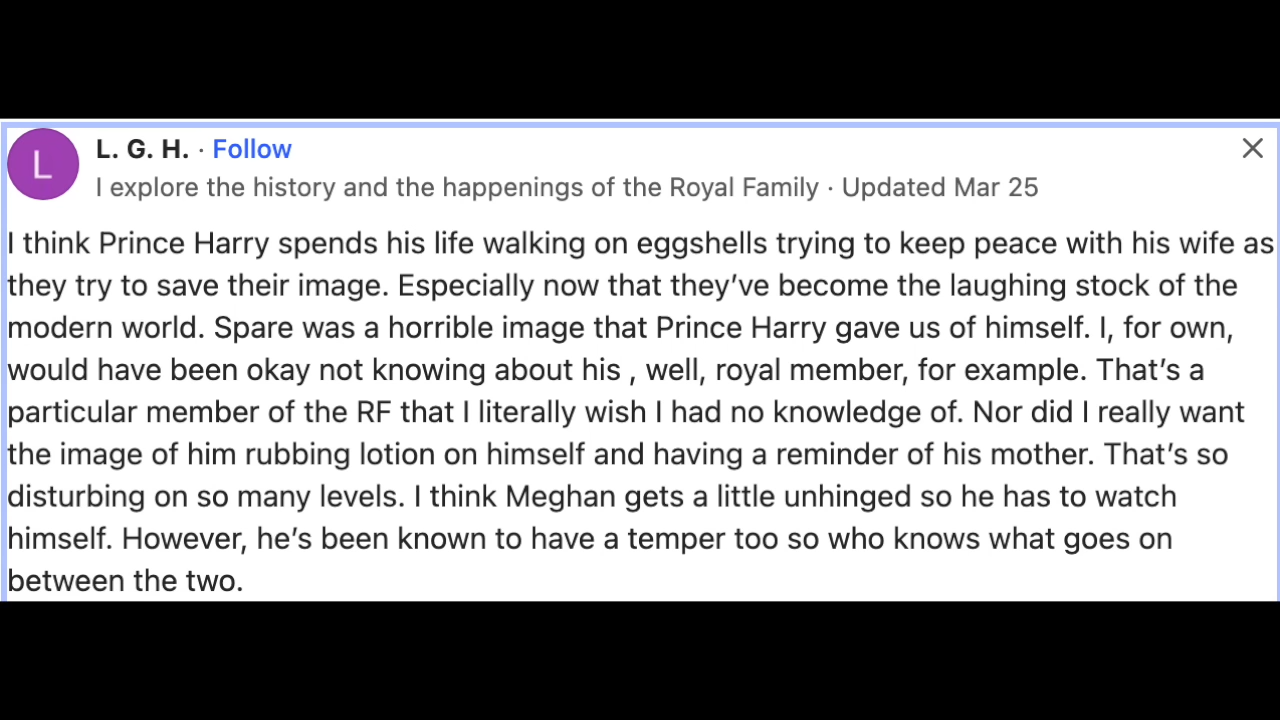 L
L. G. H. · Follow
I explore the history and the happenings of the Royal Family · Updated Mar 25
I think Prince Harry spends his life walking on eggshells trying to keep peace with his wife as
they try to save their image. Especially now that they’ve become the laughing stock of the
modern world. Spare was a horrible image that Prince Harry gave us of himself. I, for own,
would have been okay not knowing about his , well, royal member, for example. That’s a
particular member of the RF that I literally wish I had no knowledge of. Nor did I really want
the image of him rubbing lotion on himself and having a reminder of his mother. That’s so
disturbing on so many levels. I think Meghan gets a little unhinged so he has to watch
himself. However, he’s been known to have a temper too so who knows what goes on
between the two.